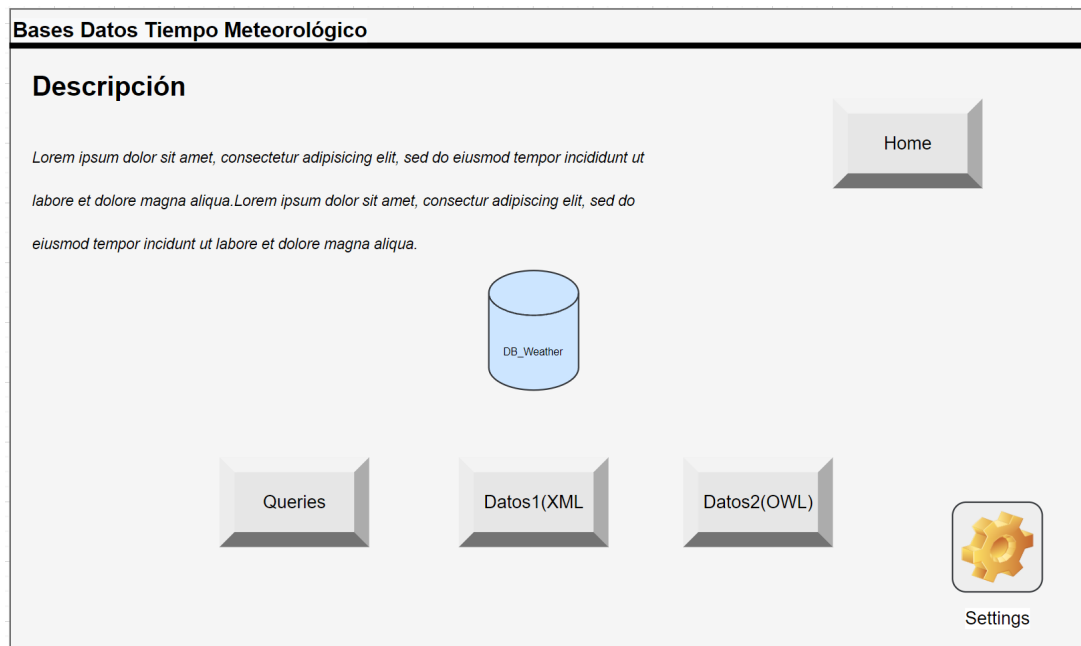 Bases Datos Tiempo Meteorológico
Descripción
Home
Lorem ipsum dolor sit amet, consectetur adipisicing elit, sed do eiusmod tempor incididunt ut
labore et dolore magna aliqua.Lorem ipsum dolor sit amet, consectur adipiscing elit, sed do
eiusmod tempor incidunt ut labore et dolore magna aliqua.
DB_Weather
Queries
Datos1(XML
Datos2(OWL)
Settings